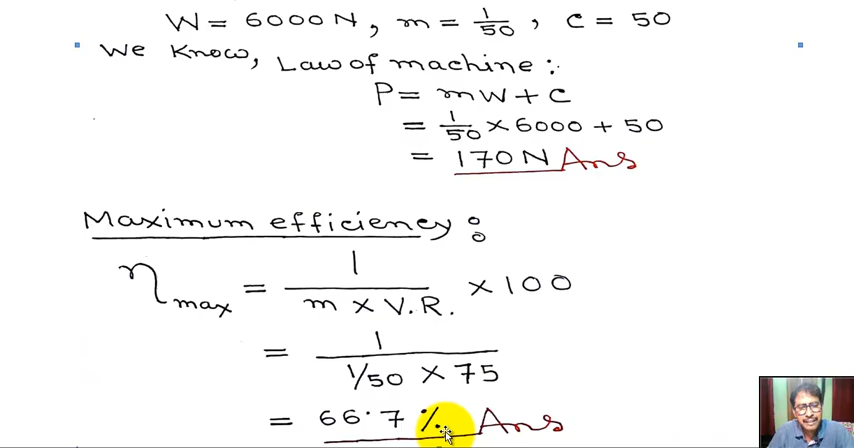 W = 6000 N, m = 1/50, C = 50
We Know, Law of machine :
P = mW + C
= 1/50 × 6000 + 50
= 170 N Ans
Maximum efficiency :
η max = 1 / m × V.R. × 100
= 1 / 1/50 × 75
= 66.7 % Ans